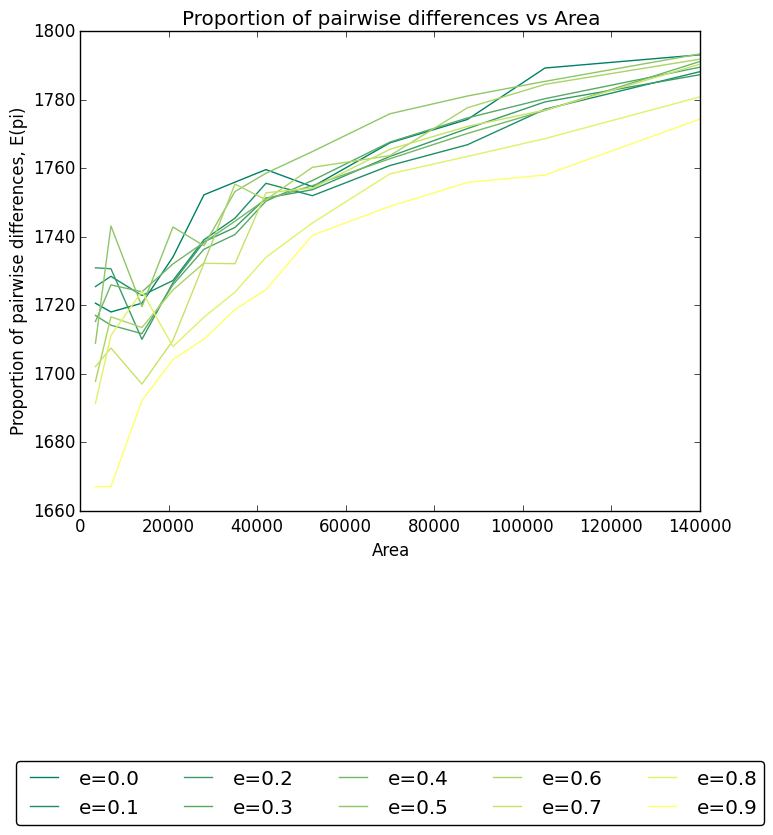 Proportion of pairwise differences vs Area
Proportion of pairwise differences, E(pi)
1800
1780
1760
1740
1720
1700
1680
1660
0 20000 40000 60000 80000 100000 120000 140000
Area
e=0.0 e=0.2 e=0.4 e=0.6 e=0.8
e=0.1 e=0.3 e=0.5 e=0.7 e=0.9